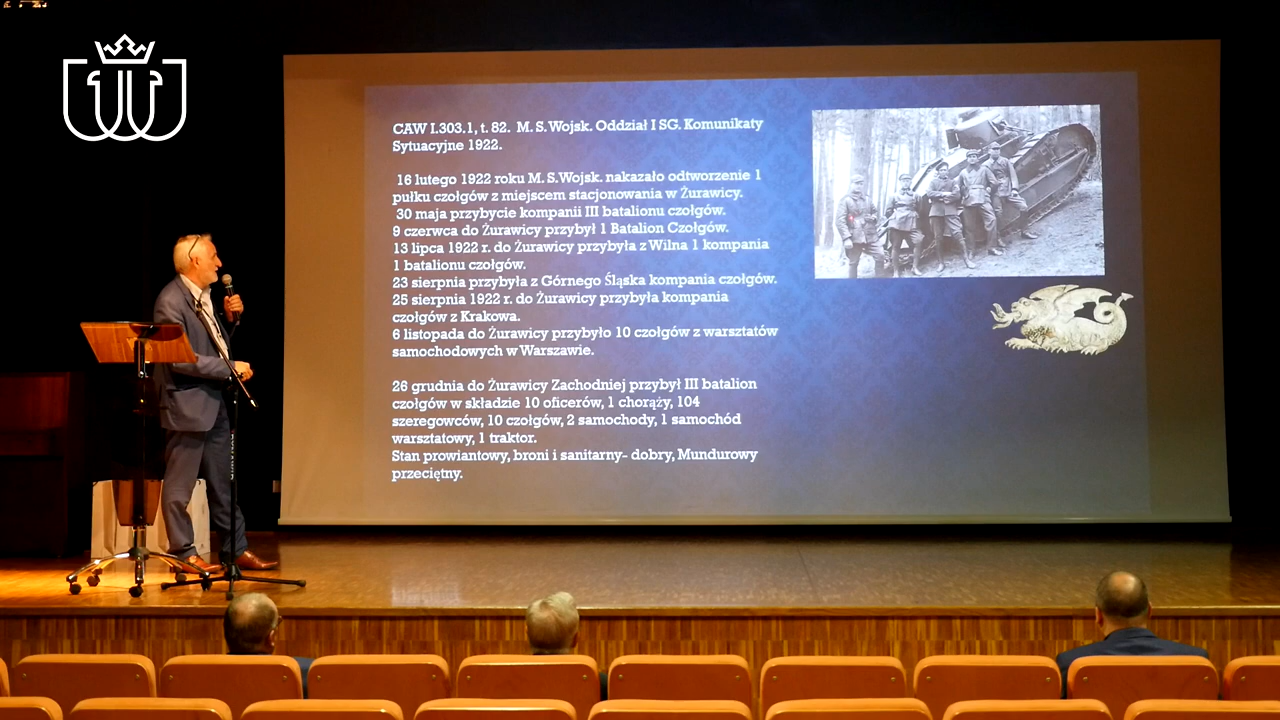 CAW I.303.1, t. 82. M. S. Wojsk. Oddział I SG. Komunikaty
Sytuacyjne 1922.
16 lutego 1922 roku M. S.Wojsk. nakazało odtworzenie 1
pułku czołgów z miejscem stacjonowania w Żurawicy.
30 maja przybycie kompanii III batalionu czołgów.
9 czerwca do Żurawicy przybył 1 Batalion Czołgów.
13 lipca 1922 r. do Żurawicy przybyła z Wilna 1 kompania
1 batalionu czołgów.
23 sierpnia przybyła z Górnego Śląska kompania czołgów.
25 sierpnia 1922 r. do Żurawicy przybyła kompania
czołgów z Krakowa.
6 listopada do Żurawicy przybyło 10 czołgów z warsztatów
samochodowych w Warszawie.
26 grudnia do Żurawicy Zachodniej przybył III batalion
czołgów w składzie 10 oficerów, 1 chorąży, 104
szeregowców, 10 czołgów, 2 samochody, 1 samochód
warsztatowy, 1 traktor.
Stan prowiantowy, broni i sanitarny- dobry, Mundurowy
przeciętny.